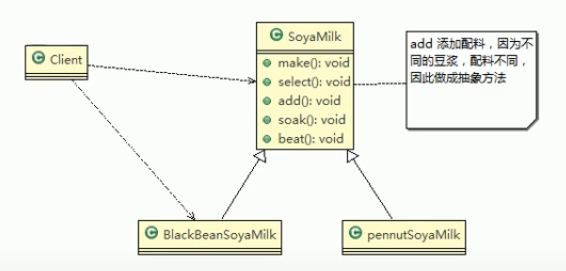 SoyaMilk
make(): void
select(): void
add(): void
soak(): void
beat(): void
Client
add 添加配料，因为不
同的豆浆，配料不同，
因此做成抽象方法
BlackBeanSoyaMilk
pennutSoyaMilk